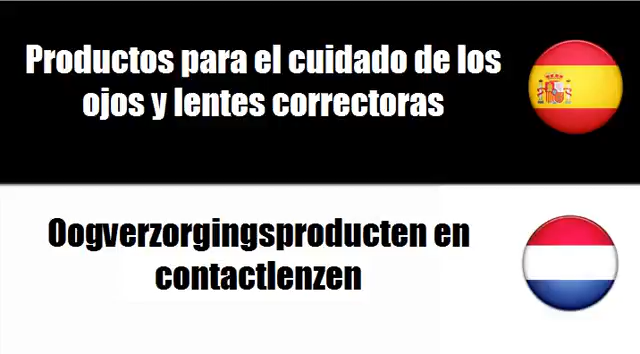 Productos para el cuidado de los
ojos y lentes correctoras
Oogverzorgingsproducten en
contactlenzen